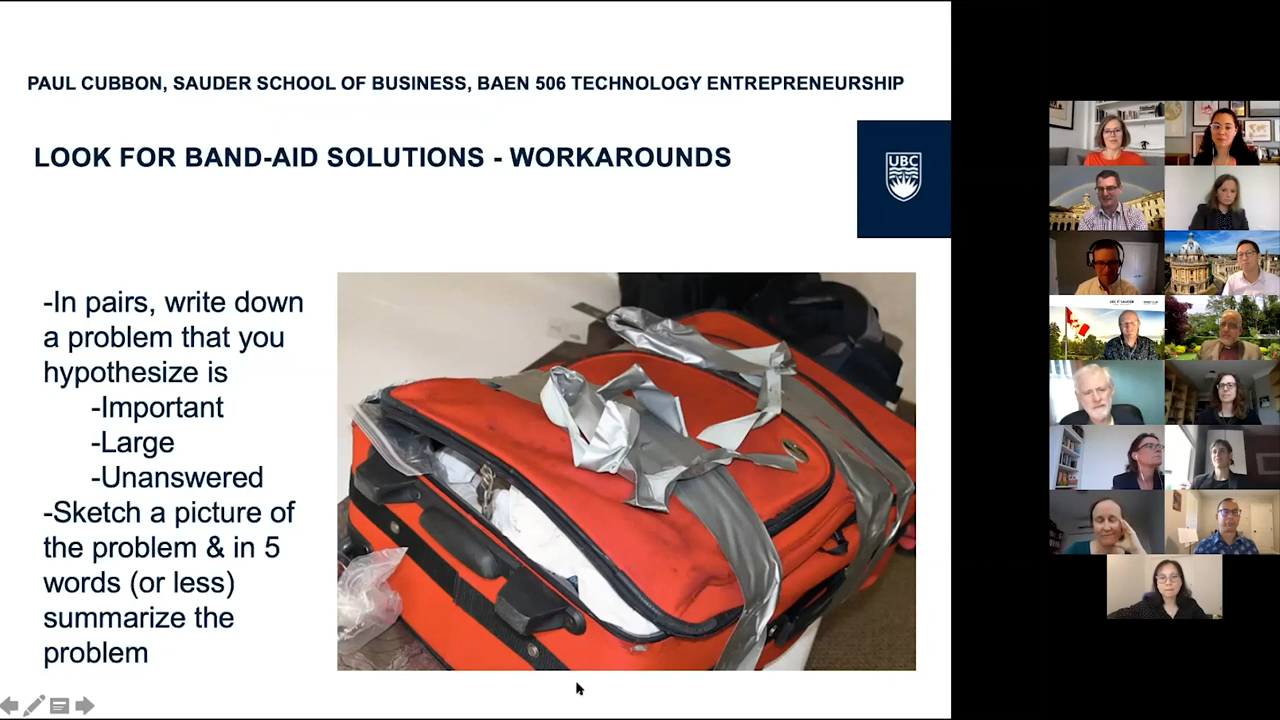 PAUL CUBBON, SAUDER SCHOOL OF BUSINESS, BAEN 506 TECHNOLOGY ENTREPRENEURSHIP
LOOK FOR BAND-AID SOLUTIONS - WORKAROUNDS
UBC
-In pairs, write down
a problem that you
hypothesize is
-Important
-Large
-Unanswered
-Sketch a picture of
the problem & in 5
words (or less)
summarize the
problem